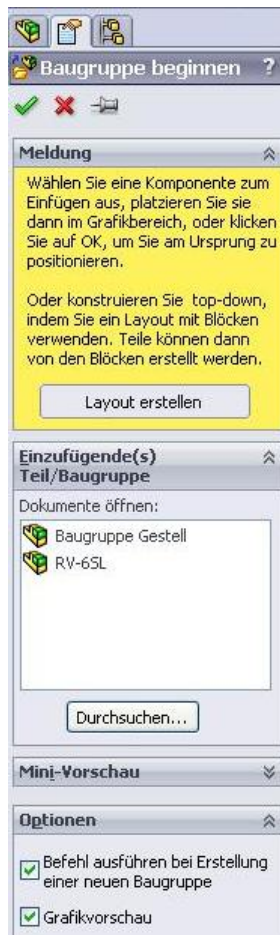 Baugruppe beginnen ?
Meldung
Wählen Sie eine Komponente zum
Einfügen aus, platzieren Sie sie
dann im Grafikbereich, oder klicken
Sie auf OK, um Sie am Ursprung zu
positionieren.
Oder konstruieren Sie top-down,
indem Sie ein Layout mit Blöcken
verwenden. Teile können dann
von den Blöcken erstellt werden.
Layout erstellen
Einzufügende(s)
Teil/Baugruppe
Dokumente öffnen:
Baugruppe Gestell
RV-6SL
Durchsuchen...
Mini-Vorschau
Optionen
Befehl ausführen bei Erstellung
einer neuen Baugruppe
Grafikvorschau